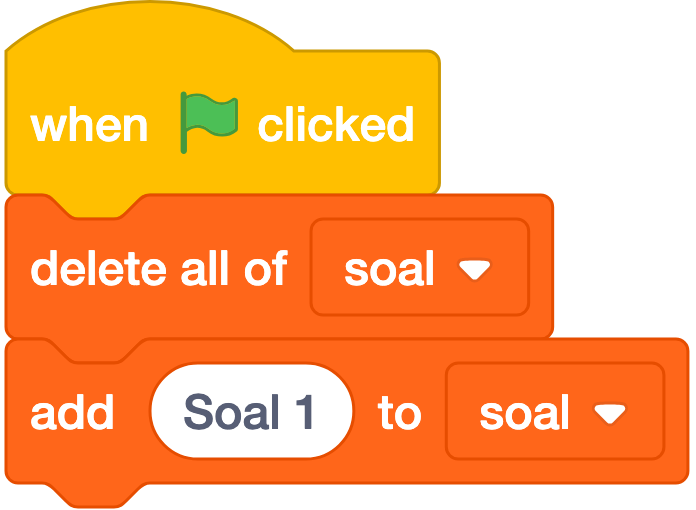 when clicked
delete all of soal
add Soal 1 to soal